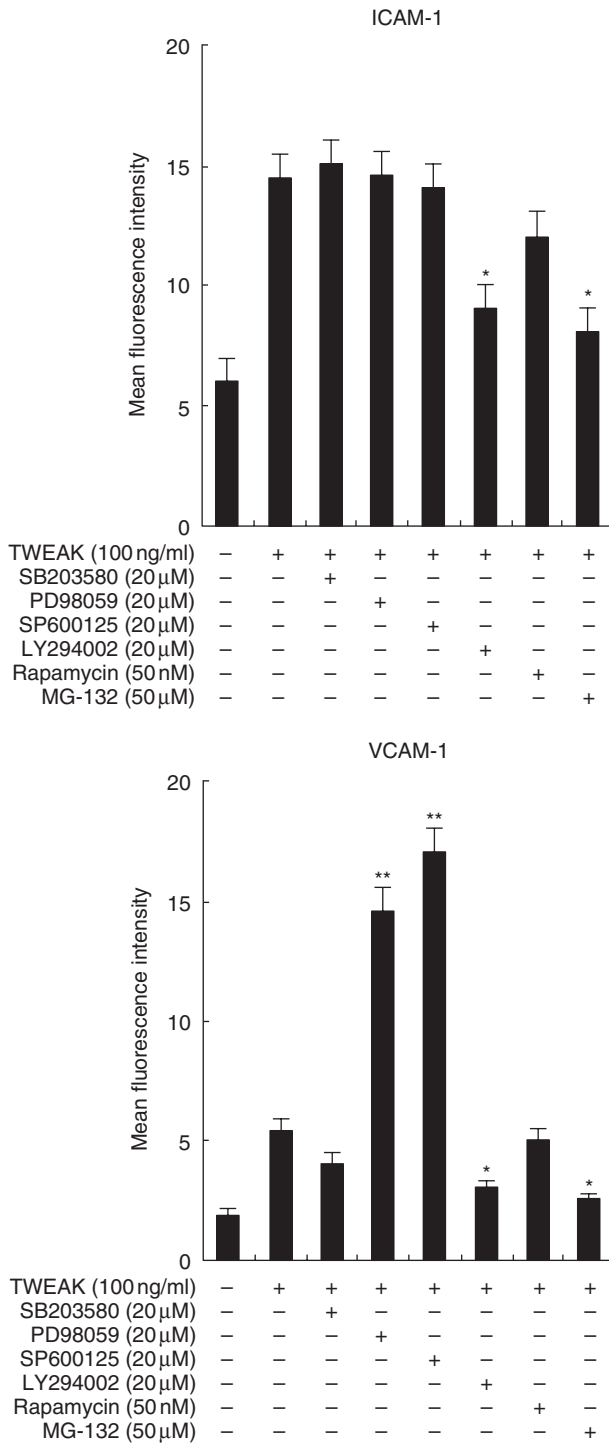 ICAM-1
20
15
10
5
0
Mean fluorescence intensity
*
*
TWEAK (100 ng/ml) – + + + + + + +
SB203580 (20 μM) – – + – – – – –
PD98059 (20 μM) – – – + – – – –
SP600125 (20 μM) – – – – + – – –
LY294002 (20 μM) – – – – – + – –
Rapamycin (50 nM) – – – – – – + –
MG-132 (50 μM) – – – – – – – +
VCAM-1
20
15
10
5
0
Mean fluorescence intensity
**
**
*
*
TWEAK (100 ng/ml) – + + + + + + +
SB203580 (20 μM) – – + – – – – –
PD98059 (20 μM) – – – + – – – –
SP600125 (20 μM) – – – – + – – –
LY294002 (20 μM) – – – – – + – –
Rapamycin (50 nM) – – – – – – + –
MG-132 (50 μM) – – – – – – – +